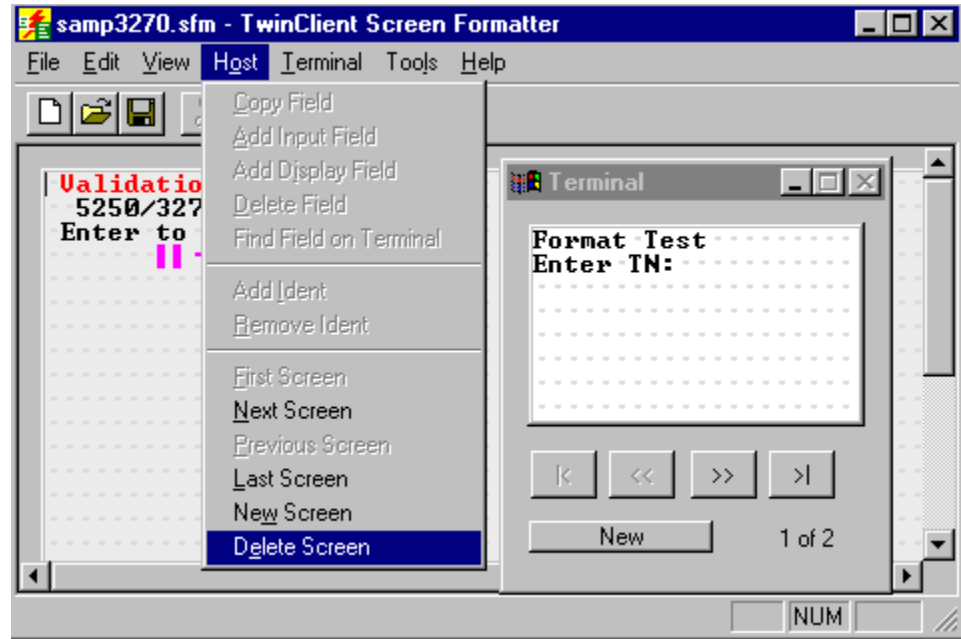 samp3270.sfm - TwinClient Screen Formatter
File Edit View Host Terminal Tools Help
Copy Field
Add Input Field
Add Display Field
Delete Field
Find Field on Terminal
Add Ident
Remove Ident
First Screen
Next Screen
Previous Screen
Last Screen
New Screen
Delete Screen
5250/327
Enter to
Terminal
Format Test
Enter TN:
|< << >> >|
New 1 of 2
NUM